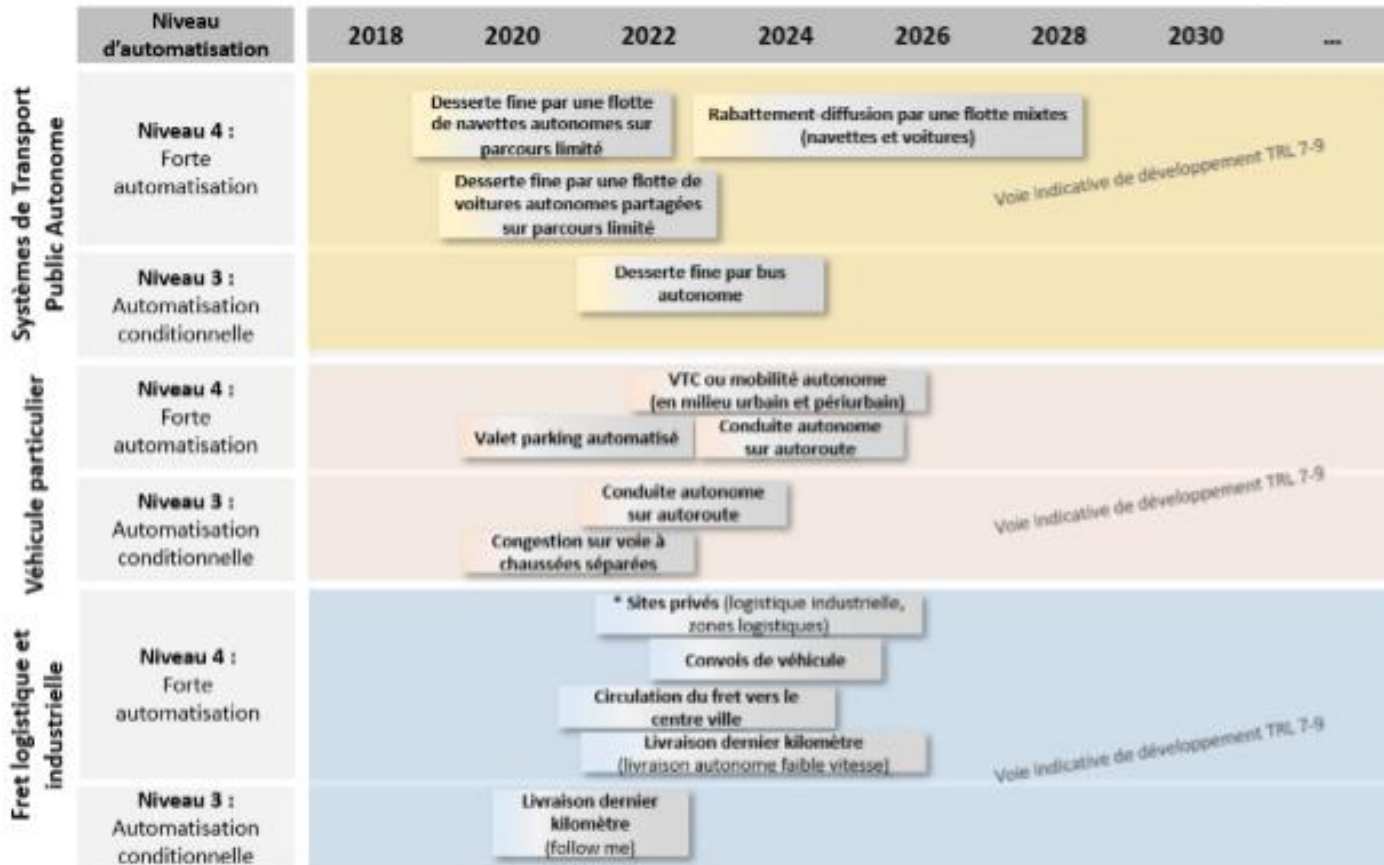 Niveau
d'automatisation
2018
2020
2022
2024
2026
2028
2030
...
Systèmes de Transport
Public Autonome
Niveau 4 :
Forte
automatisation
Desserte fine par une flotte
de navettes autonomes sur
parcours limité
Rabattement-diffusion par une flotte mixtes
(navettes et voitures)
Desserte fine par une flotte de
voitures autonomes partagées
sur parcours limité
Voie indicative de développement TRL 7-9
Niveau 3 :
Automatisation
conditionnelle
Desserte fine par bus
autonome
Véhicule particulier
Niveau 4 :
Forte
automatisation
VTC ou mobilité autonome
(en milieu urbain et périurbain)
Valet parking automatisé
Conduite autonome
sur autoroute
Niveau 3 :
Automatisation
conditionnelle
Conduite autonome
sur autoroute
Congestion sur voie à
chaussées séparées
Voie indicative de développement TRL 7-9
Fret logistique et
industrielle
Niveau 4 :
Forte
automatisation
* Sites privés (logistique industrielle,
zones logistiques)
Convois de véhicule
Circulation du fret vers le
centre ville
Livraison dernier kilomètre
(livraison autonome faible vitesse)
Voie indicative de développement TRL 7-9
Niveau 3 :
Automatisation
conditionnelle
Livraison dernier
kilomètre
(follow me)